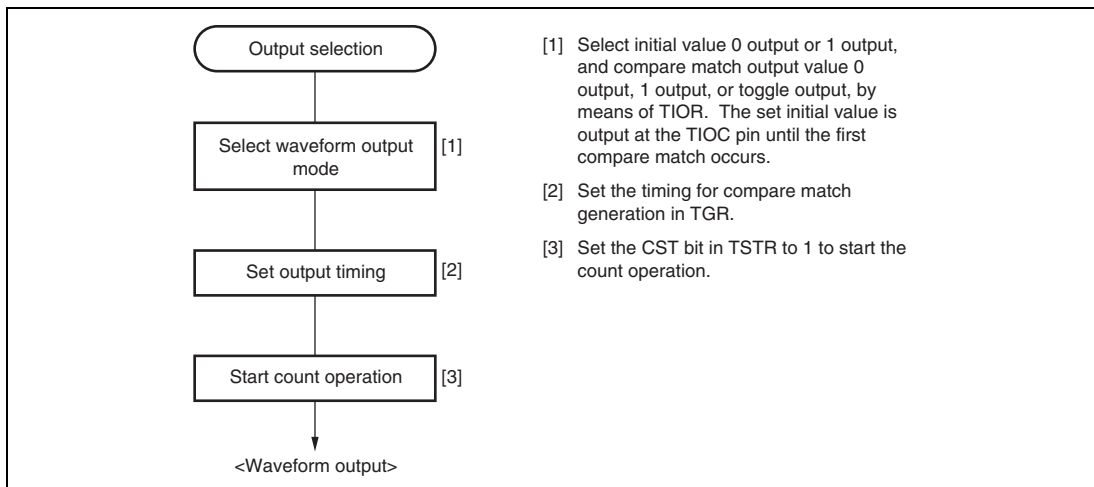 Output selection
Select waveform output
mode
[1]
Set output timing
[2]
Start count operation
[3]
<Waveform output>
[1] Select initial value 0 output or 1 output,
and compare match output value 0
output, 1 output, or toggle output, by
means of TIOR. The set initial value is
output at the TIOC pin until the first
compare match occurs.
[2] Set the timing for compare match
generation in TGR.
[3] Set the CST bit in TSTR to 1 to start the
count operation.